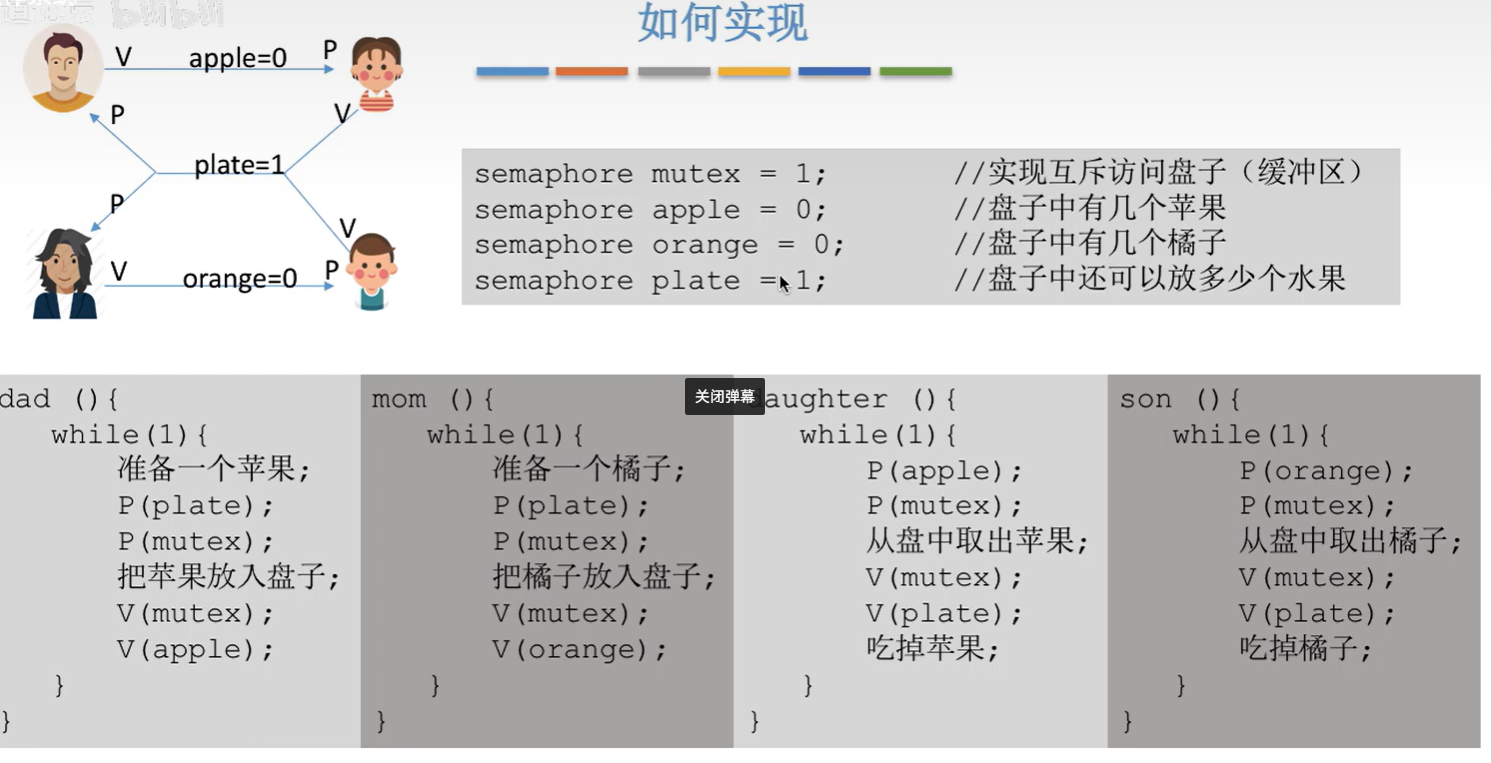 bilibili
如何实现
V apple=0 P
P V
plate=1
P V
V orange=0 P
semaphore mutex = 1; //实现互斥访问盘子（缓冲区）
semaphore apple = 0; //盘子中有几个苹果
semaphore orange = 0; //盘子中有几个橘子
semaphore plate = 1; //盘子中还可以放多少个水果
关闭弹幕
dad (){
while(1){
准备一个苹果;
P(plate);
P(mutex);
把苹果放入盘子;
V(mutex);
V(apple);
}
}
mom (){
while(1){
准备一个橘子;
P(plate);
P(mutex);
把橘子放入盘子;
V(mutex);
V(orange);
}
}
daughter (){
while(1){
P(apple);
P(mutex);
从盘中取出苹果;
V(mutex);
V(plate);
吃掉苹果;
}
}
son (){
while(1){
P(orange);
P(mutex);
从盘中取出橘子;
V(mutex);
V(plate);
吃掉橘子;
}
}